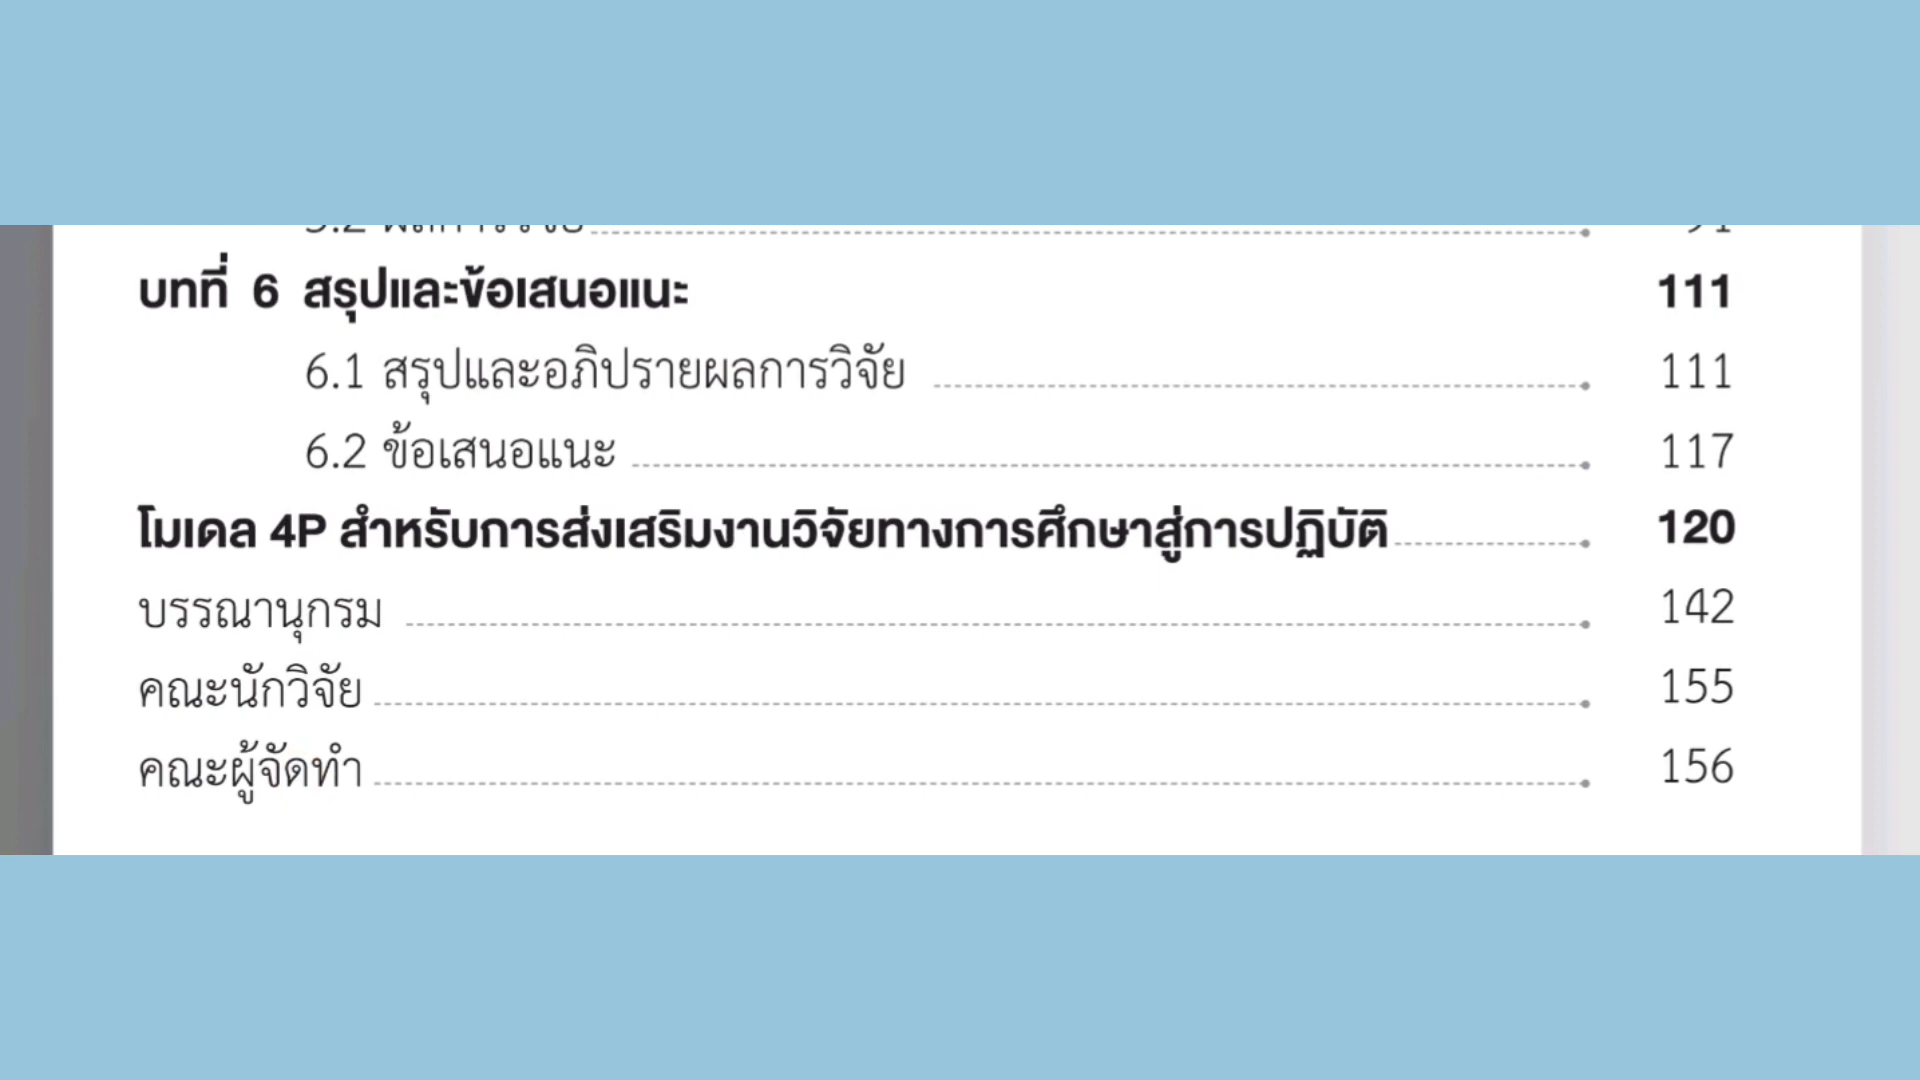 บทที่ 6 สรุปและข้อเสนอแนะ 111
6.1 สรุปและอภิปรายผลการวิจัย 111
6.2 ข้อเสนอแนะ 117
โมเดล 4P สำหรับการส่งเสริมงานวิจัยทางการศึกษาสู่การปฏิบัติ 120
บรรณานุกรม 142
คณะนักวิจัย 155
คณะผู้จัดทำ 156